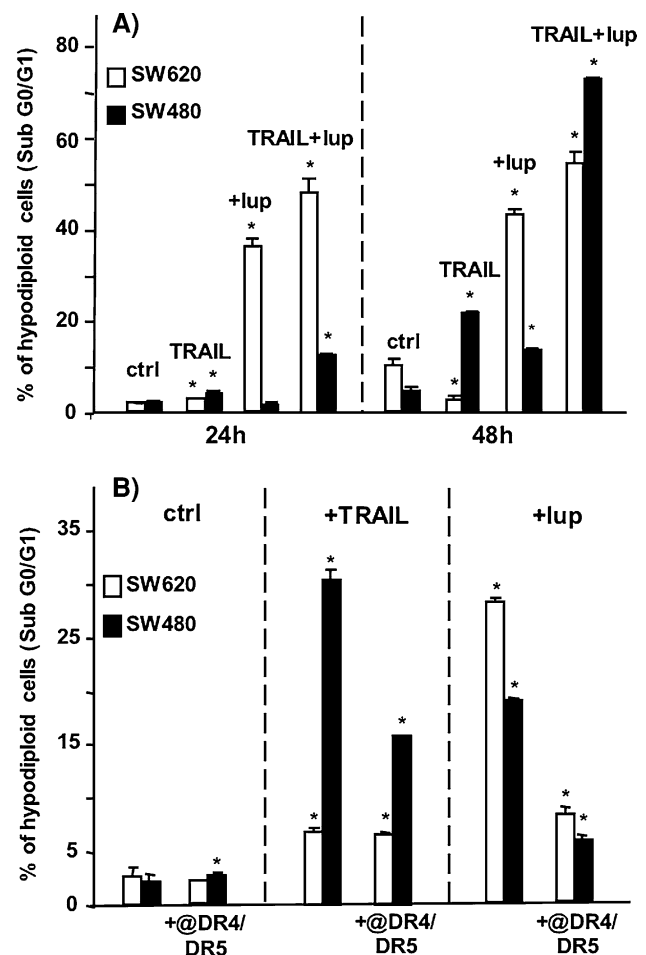 A)
% of hypodiploid cells (Sub G0/G1)
80
60
40
20
0
SW620
SW480
ctrl
TRAIL
* *
+lup
*
TRAIL+lup
*
*
ctrl
TRAIL
*
*
+lup
*
*
TRAIL+lup
*
*
24h
48h
B)
% of hypodiploid cells (Sub G0/G1)
35
25
15
5
0
SW620
SW480
ctrl
+TRAIL
+lup
*
*
*
*
*
*
*
*
*
+@DR4/
DR5
+@DR4/
DR5
+@DR4/
DR5